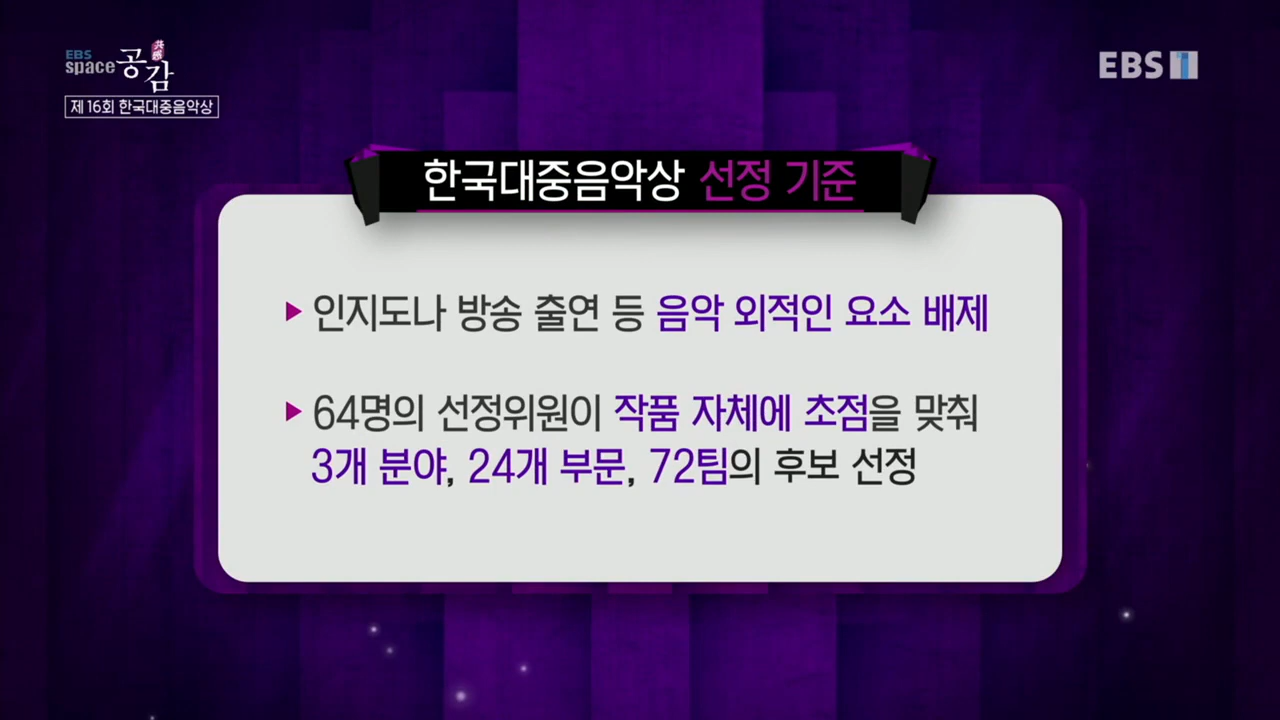 EBS
space 공감
共感
제 16회 한국대중음악상
EBS 1
한국대중음악상 선정 기준
▶ 인지도나 방송 출연 등 음악 외적인 요소 배제
▶ 64명의 선정위원이 작품 자체에 초점을 맞춰
3개 분야, 24개 부문, 72팀의 후보 선정